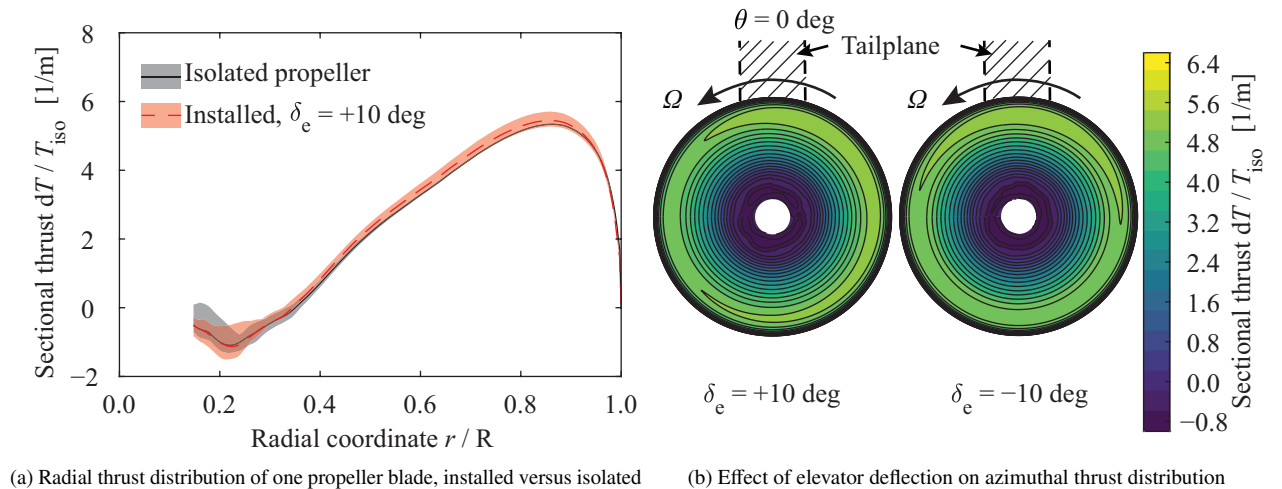 8
6
4
2
0
−2
0.0 0.2 0.4 0.6 0.8 1.0
Sectional thrust dT / T_iso [1/m]
Radial coordinate r / R
Isolated propeller
Installed, δ_e = +10 deg
(a) Radial thrust distribution of one propeller blade, installed versus isolated
θ = 0 deg
Tailplane
Ω
Ω
δ_e = +10 deg
δ_e = −10 deg
6.4
5.6
4.8
4.0
3.2
2.4
1.6
0.8
0.0
−0.8
Sectional thrust dT / T_iso [1/m]
(b) Effect of elevator deflection on azimuthal thrust distribution